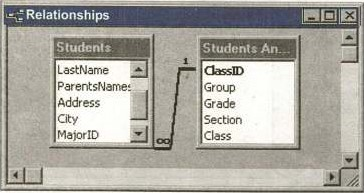 Relationships
Students
LastName
ParentsNames
Address
City
MajorID
1
∞
Students An...
ClassID
Group
Grade
Section
Class